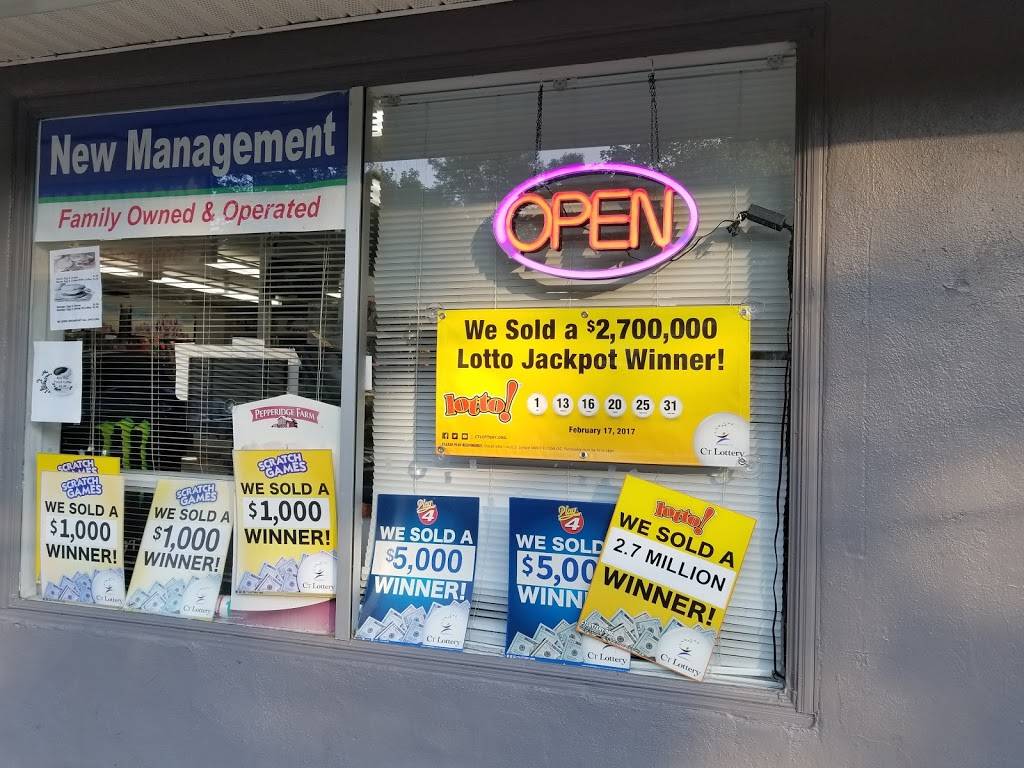 New Management
Family Owned & Operated
OPEN
We Sold a $2,700,000
Lotto Jackpot Winner!
lotto!
1 13 16 20 25 31
February 17, 2017
CT Lottery
PEPPERIDGE FARM
SCRATCH
SCRATCH
GAMES
WE SOLD A
$1,000
WINNER!
CT Lottery
SCRATCH
GAMES
WE SOLD A
$1,000
WINNER!
CT Lottery
SCRATCH
GAMES
WE SOLD A
$1,000
WINNER!
CT Lottery
Play
4
WE SOLD A
$5,000
WINNER!
CT Lottery
Play
4
WE SOLD
$5,00
WINN
CT Lottery
lotto!
WE SOLD A
2.7 MILLION
WINNER!
CT Lottery